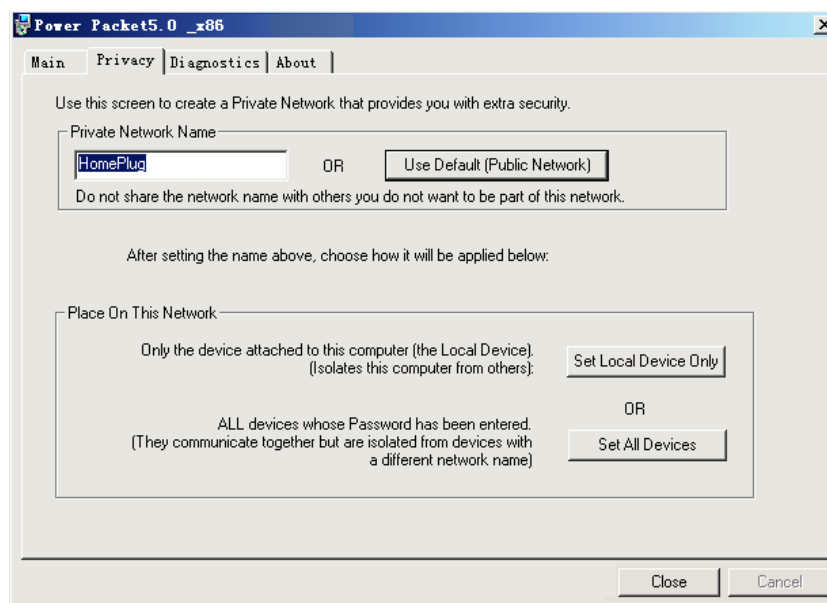 Power Packet5.0 _x86
Main Privacy Diagnostics About
Use this screen to create a Private Network that provides you with extra security.
Private Network Name
HomePlug OR Use Default (Public Network)
Do not share the network name with others you do not want to be part of this network.
After setting the name above, choose how it will be applied below:
Place On This Network
Only the device attached to this computer (the Local Device).
(Isolates this computer from others):
Set Local Device Only
OR
ALL devices whose Password has been entered.
(They communicate together but are isolated from devices with
a different network name)
Set All Devices
Close Cancel